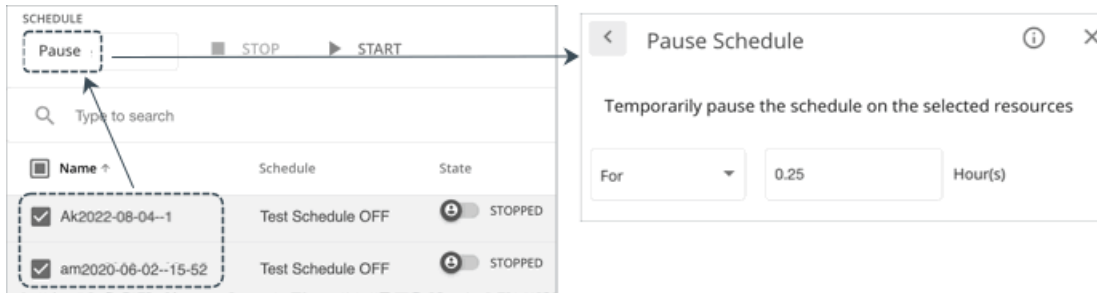 SCHEDULE
Pause
STOP START
Type to search
Name Schedule State
Ak2022-08-04--1 Test Schedule OFF STOPPED
am2020-06-02--15-52 Test Schedule OFF STOPPED
Pause Schedule
Temporarily pause the schedule on the selected resources
For 0.25 Hour(s)